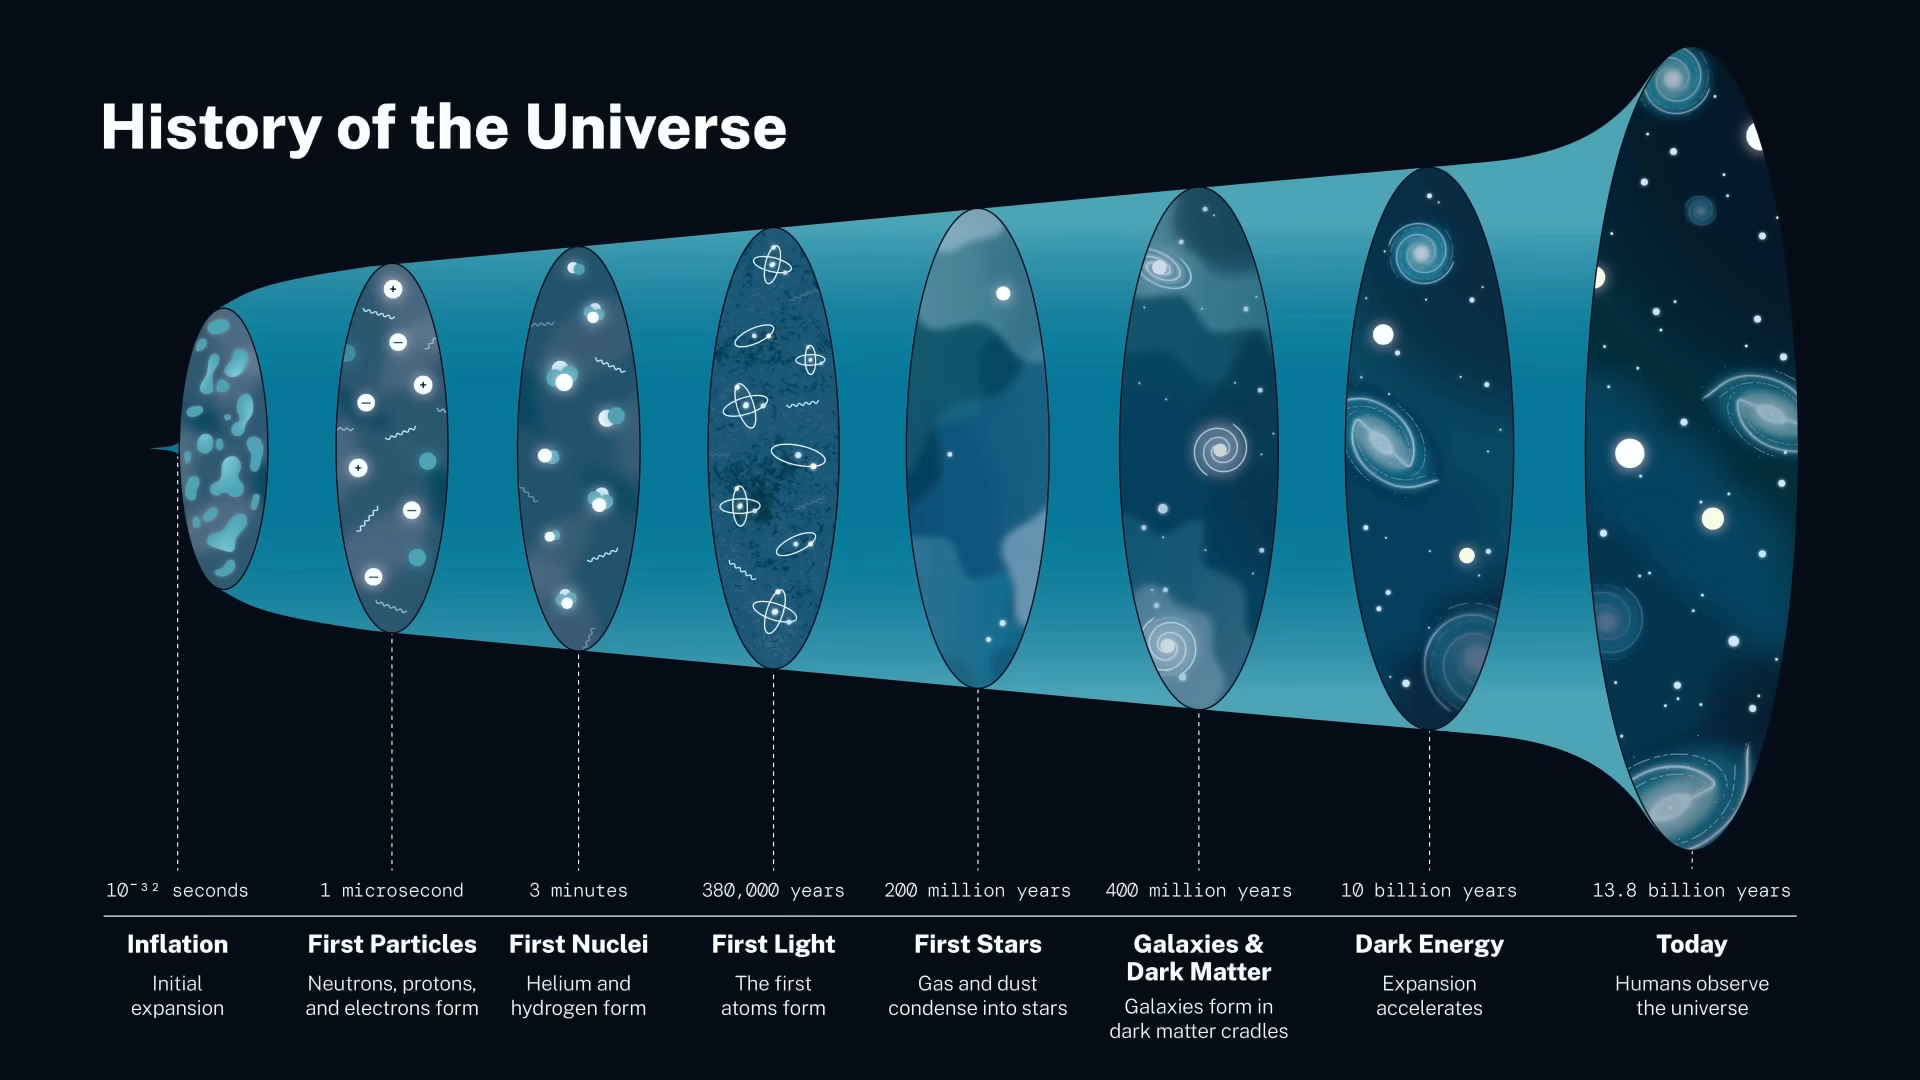 History of the Universe
10⁻³² seconds
1 microsecond
3 minutes
380,000 years
200 million years
400 million years
10 billion years
13.8 billion years
Inflation
Initial
expansion
First Particles
Neutrons, protons,
and electrons form
First Nuclei
Helium and
hydrogen form
First Light
The first
atoms form
First Stars
Gas and dust
condense into stars
Galaxies &
Dark Matter
Galaxies form in
dark matter cradles
Dark Energy
Expansion
accelerates
Today
Humans observe
the universe